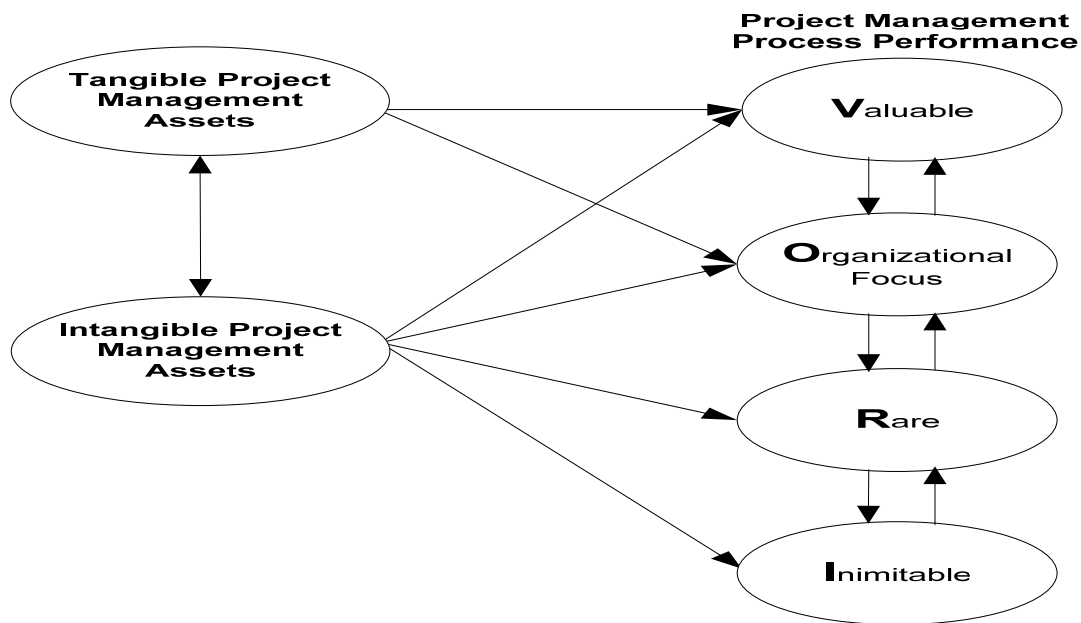 Project Management
Process Performance
Tangible Project
Management
Assets
Valuable
Organizational
Focus
Intangible Project
Management
Assets
Rare
Inimitable